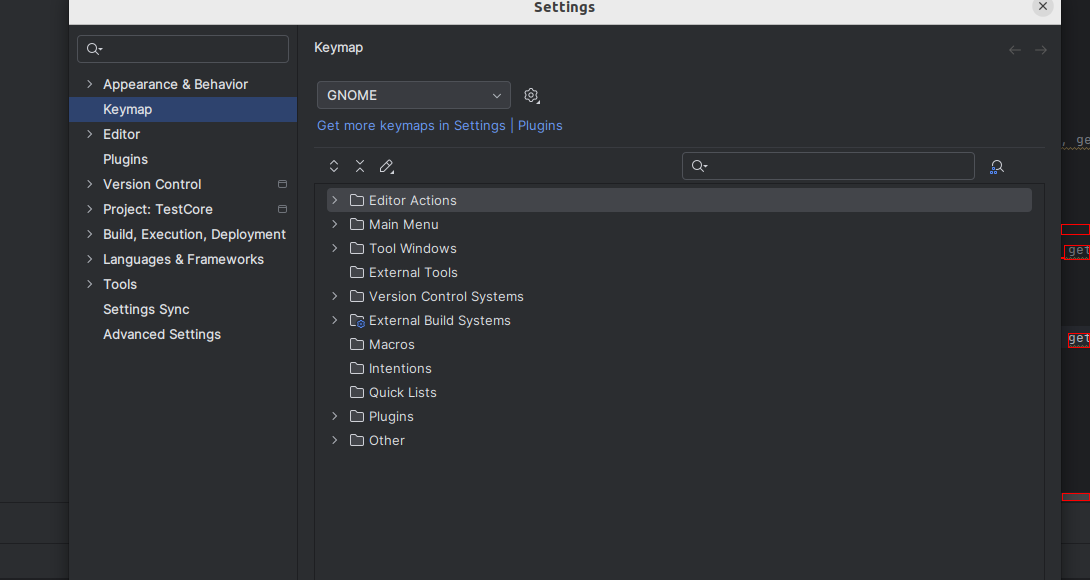 Settings
Keymap
Appearance & Behavior
Keymap
Editor
Plugins
Version Control
Project: TestCore
Build, Execution, Deployment
Languages & Frameworks
Tools
Settings Sync
Advanced Settings
GNOME
Get more keymaps in Settings | Plugins
Editor Actions
Main Menu
Tool Windows
External Tools
Version Control Systems
External Build Systems
Macros
Intentions
Quick Lists
Plugins
Other
, ge
get
get